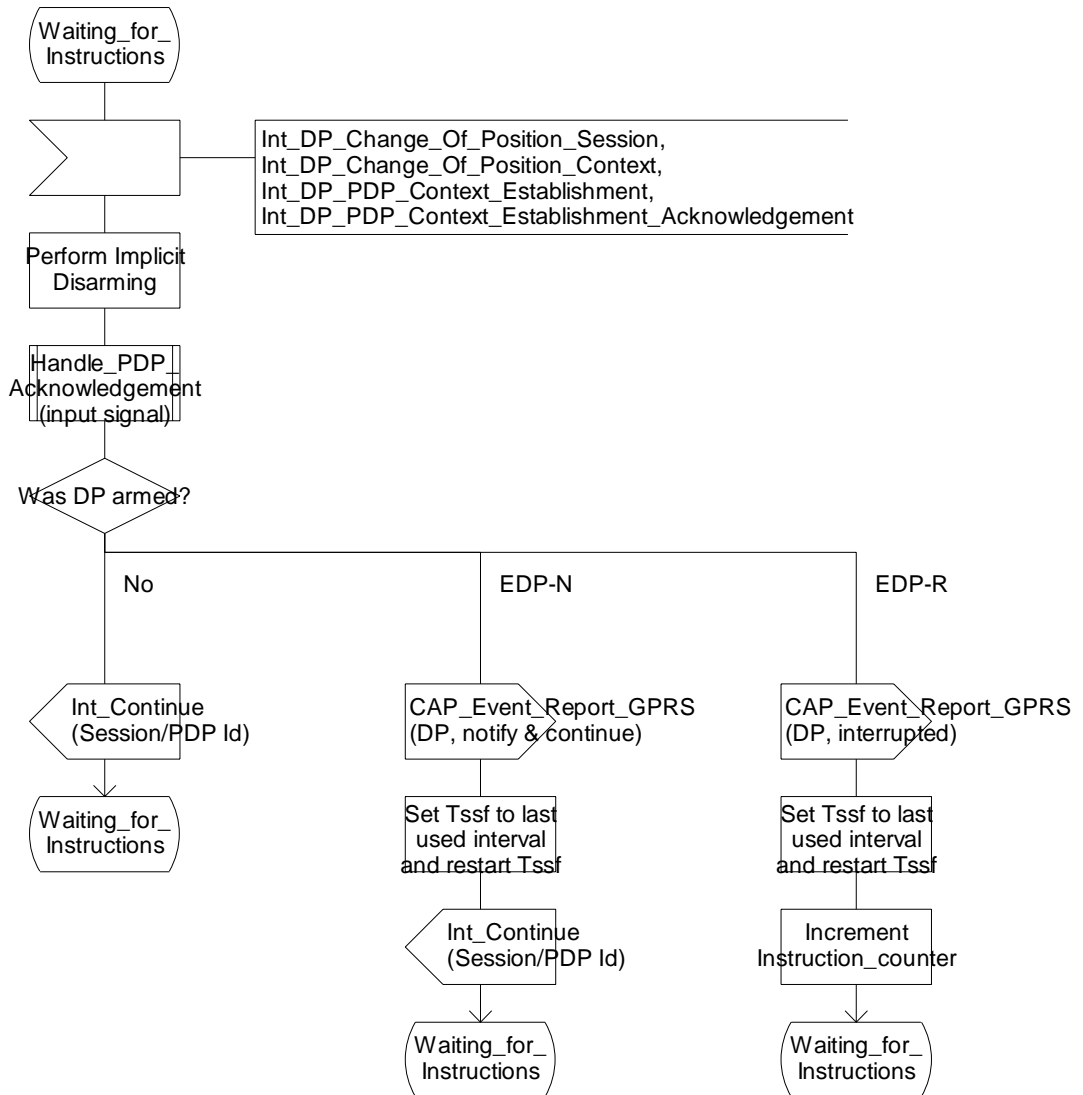 Waiting_for_
Instructions
Int_DP_Change_Of_Position_Session,
Int_DP_Change_Of_Position_Context,
Int_DP_PDP_Context_Establishment,
Int_DP_PDP_Context_Establishment_Acknowledgement
Perform Implicit
Disarming
Handle_PDP_
Acknowledgement
(input signal)
Was DP armed?
No
EDP-N
EDP-R
Int_Continue
(Session/PDP Id)
CAP_Event_Report_GPRS
(DP, notify & continue)
CAP_Event_Report_GPRS
(DP, interrupted)
Waiting_for_
Instructions
Set Tssf to last
used interval
and restart Tssf
Set Tssf to last
used interval
and restart Tssf
Int_Continue
(Session/PDP Id)
Increment
Instruction_counter
Waiting_for_
Instructions
Waiting_for_
Instructions